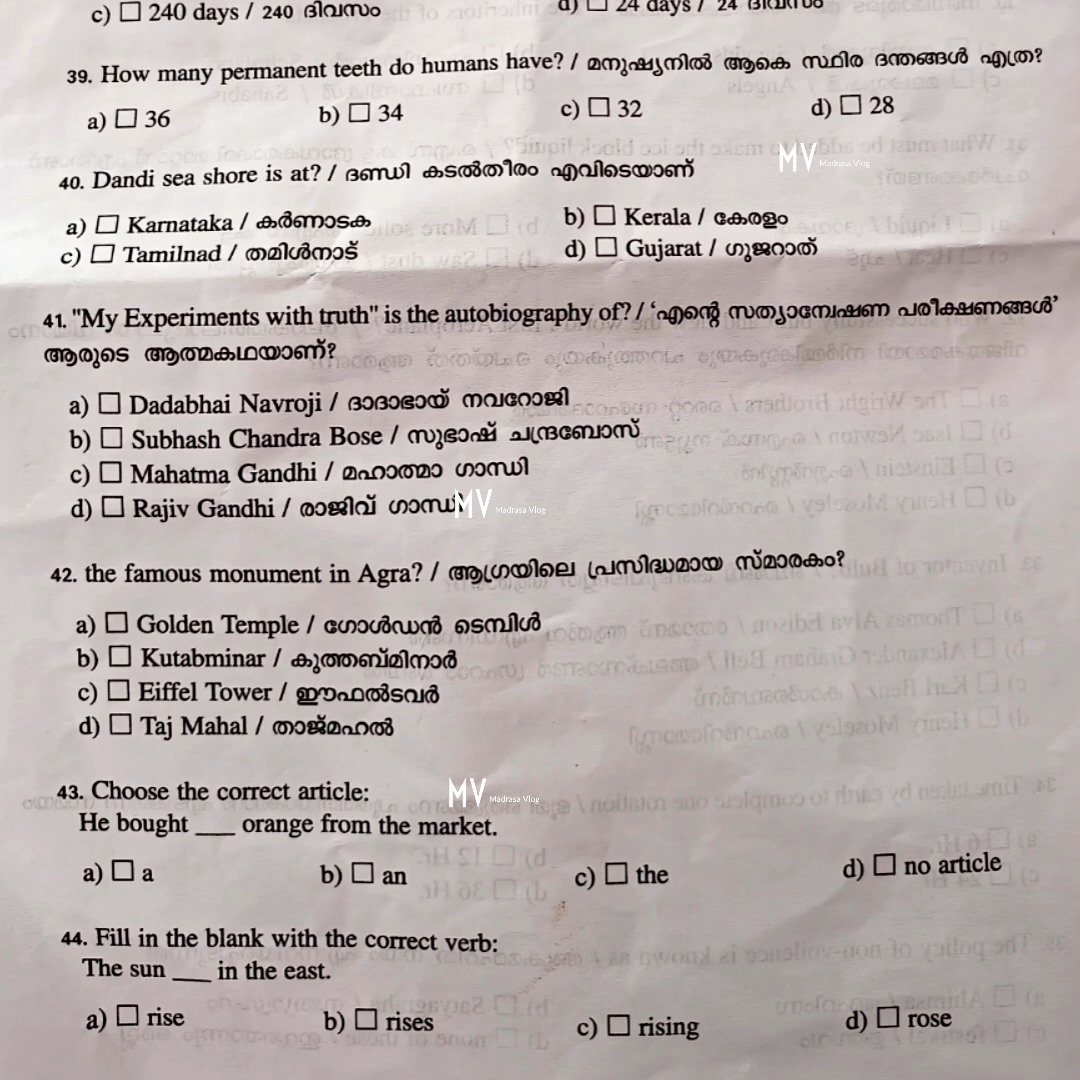 c) ☐ 240 days / 240 ദിവസം
d) ☐ 24 days / 24 ദിവസം
39. How many permanent teeth do humans have? / മനുഷ്യനിൽ ആകെ സ്ഥിര ദന്തങ്ങൾ എത്ര?
a) ☐ 36 b) ☐ 34 c) ☐ 32 d) ☐ 28
MV Madrasa Vlog
40. Dandi sea shore is at? / ദണ്ഡി കടൽതീരം എവിടെയാണ്
a) ☐ Karnataka / കർണാടക b) ☐ Kerala / കേരളം
c) ☐ Tamilnad / തമിൾനാട് d) ☐ Gujarat / ഗുജറാത്
41. "My Experiments with truth" is the autobiography of? / ‘എന്റെ സത്യാമ്പേഷണ പരീക്ഷണങ്ങൾ’
ആരുടെ ആത്മകഥയാണ്?
a) ☐ Dadabhai Navroji / ദാദാഭായ് നവറോജി
b) ☐ Subhash Chandra Bose / സുഭാഷ് ചന്ദ്രബോസ്
c) ☐ Mahatma Gandhi / മഹാത്മാ ഗാന്ധി
d) ☐ Rajiv Gandhi / രാജിവ് ഗാന്ധി
MV Madrasa Vlog
42. the famous monument in Agra? / ആഗ്രയിലെ പ്രസിദ്ധമായ സ്മാരകം?
a) ☐ Golden Temple / ഗോൾഡൻ ടെമ്പിൾ
b) ☐ Kutabminar / കുത്തബ്മിനാർ
c) ☐ Eiffel Tower / ഈഫൽടവർ
d) ☐ Taj Mahal / താജ്മഹൽ
43. Choose the correct article:
MV Madrasa Vlog
He bought ___ orange from the market.
a) ☐ a b) ☐ an c) ☐ the d) ☐ no article
44. Fill in the blank with the correct verb:
The sun ___ in the east.
a) ☐ rise b) ☐ rises c) ☐ rising d) ☐ rose